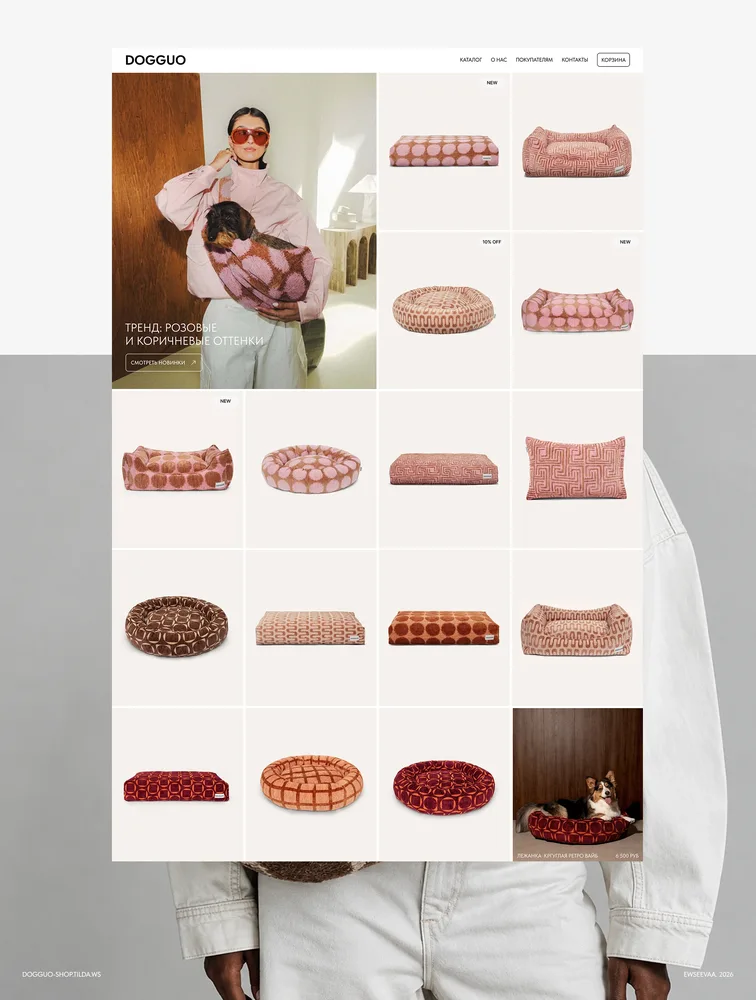 DOGGUO
КАТАЛОГ
О НАС
ПОКУПАТЕЛЯМ
КОНТАКТЫ
КОРЗИНА
NEW
10% OFF
NEW
ТРЕНД: РОЗОВЫЕ
И КОРИЧНЕВЫЕ ОТТЕНКИ
СМОТРЕТЬ НОВИНКИ
NEW
ЛЕЖАНКА КРУГЛАЯ РЕТРО ВАЙБ
6 500 РУБ
DOGGUO-SHOP.TILDA.WS
EWSEEVAA, 2026